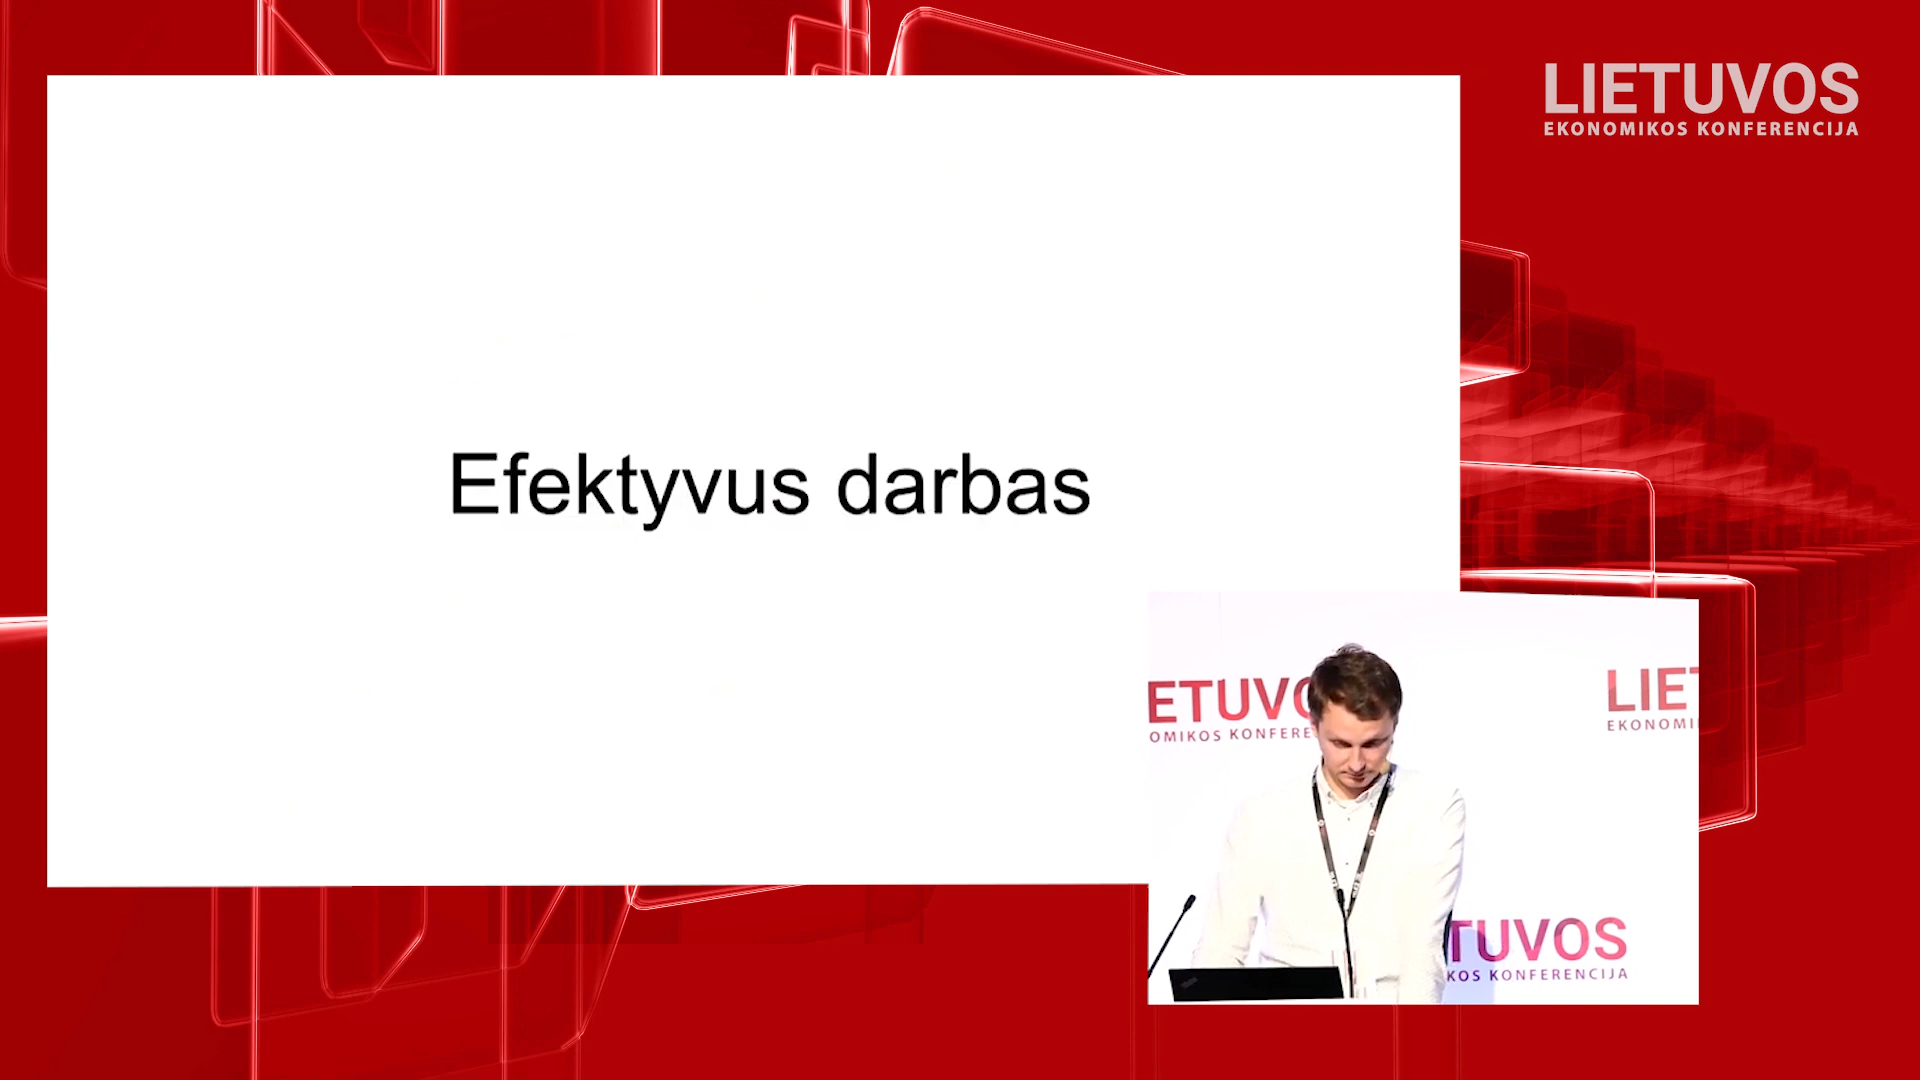 LIETUVOS
EKONOMIKOS KONFERENCIJA
Efektyvus darbas
ETUVO
OMIKOS KONFERE
LIET
EKONOMI
TUVOS
KOS KONFERENCIJA